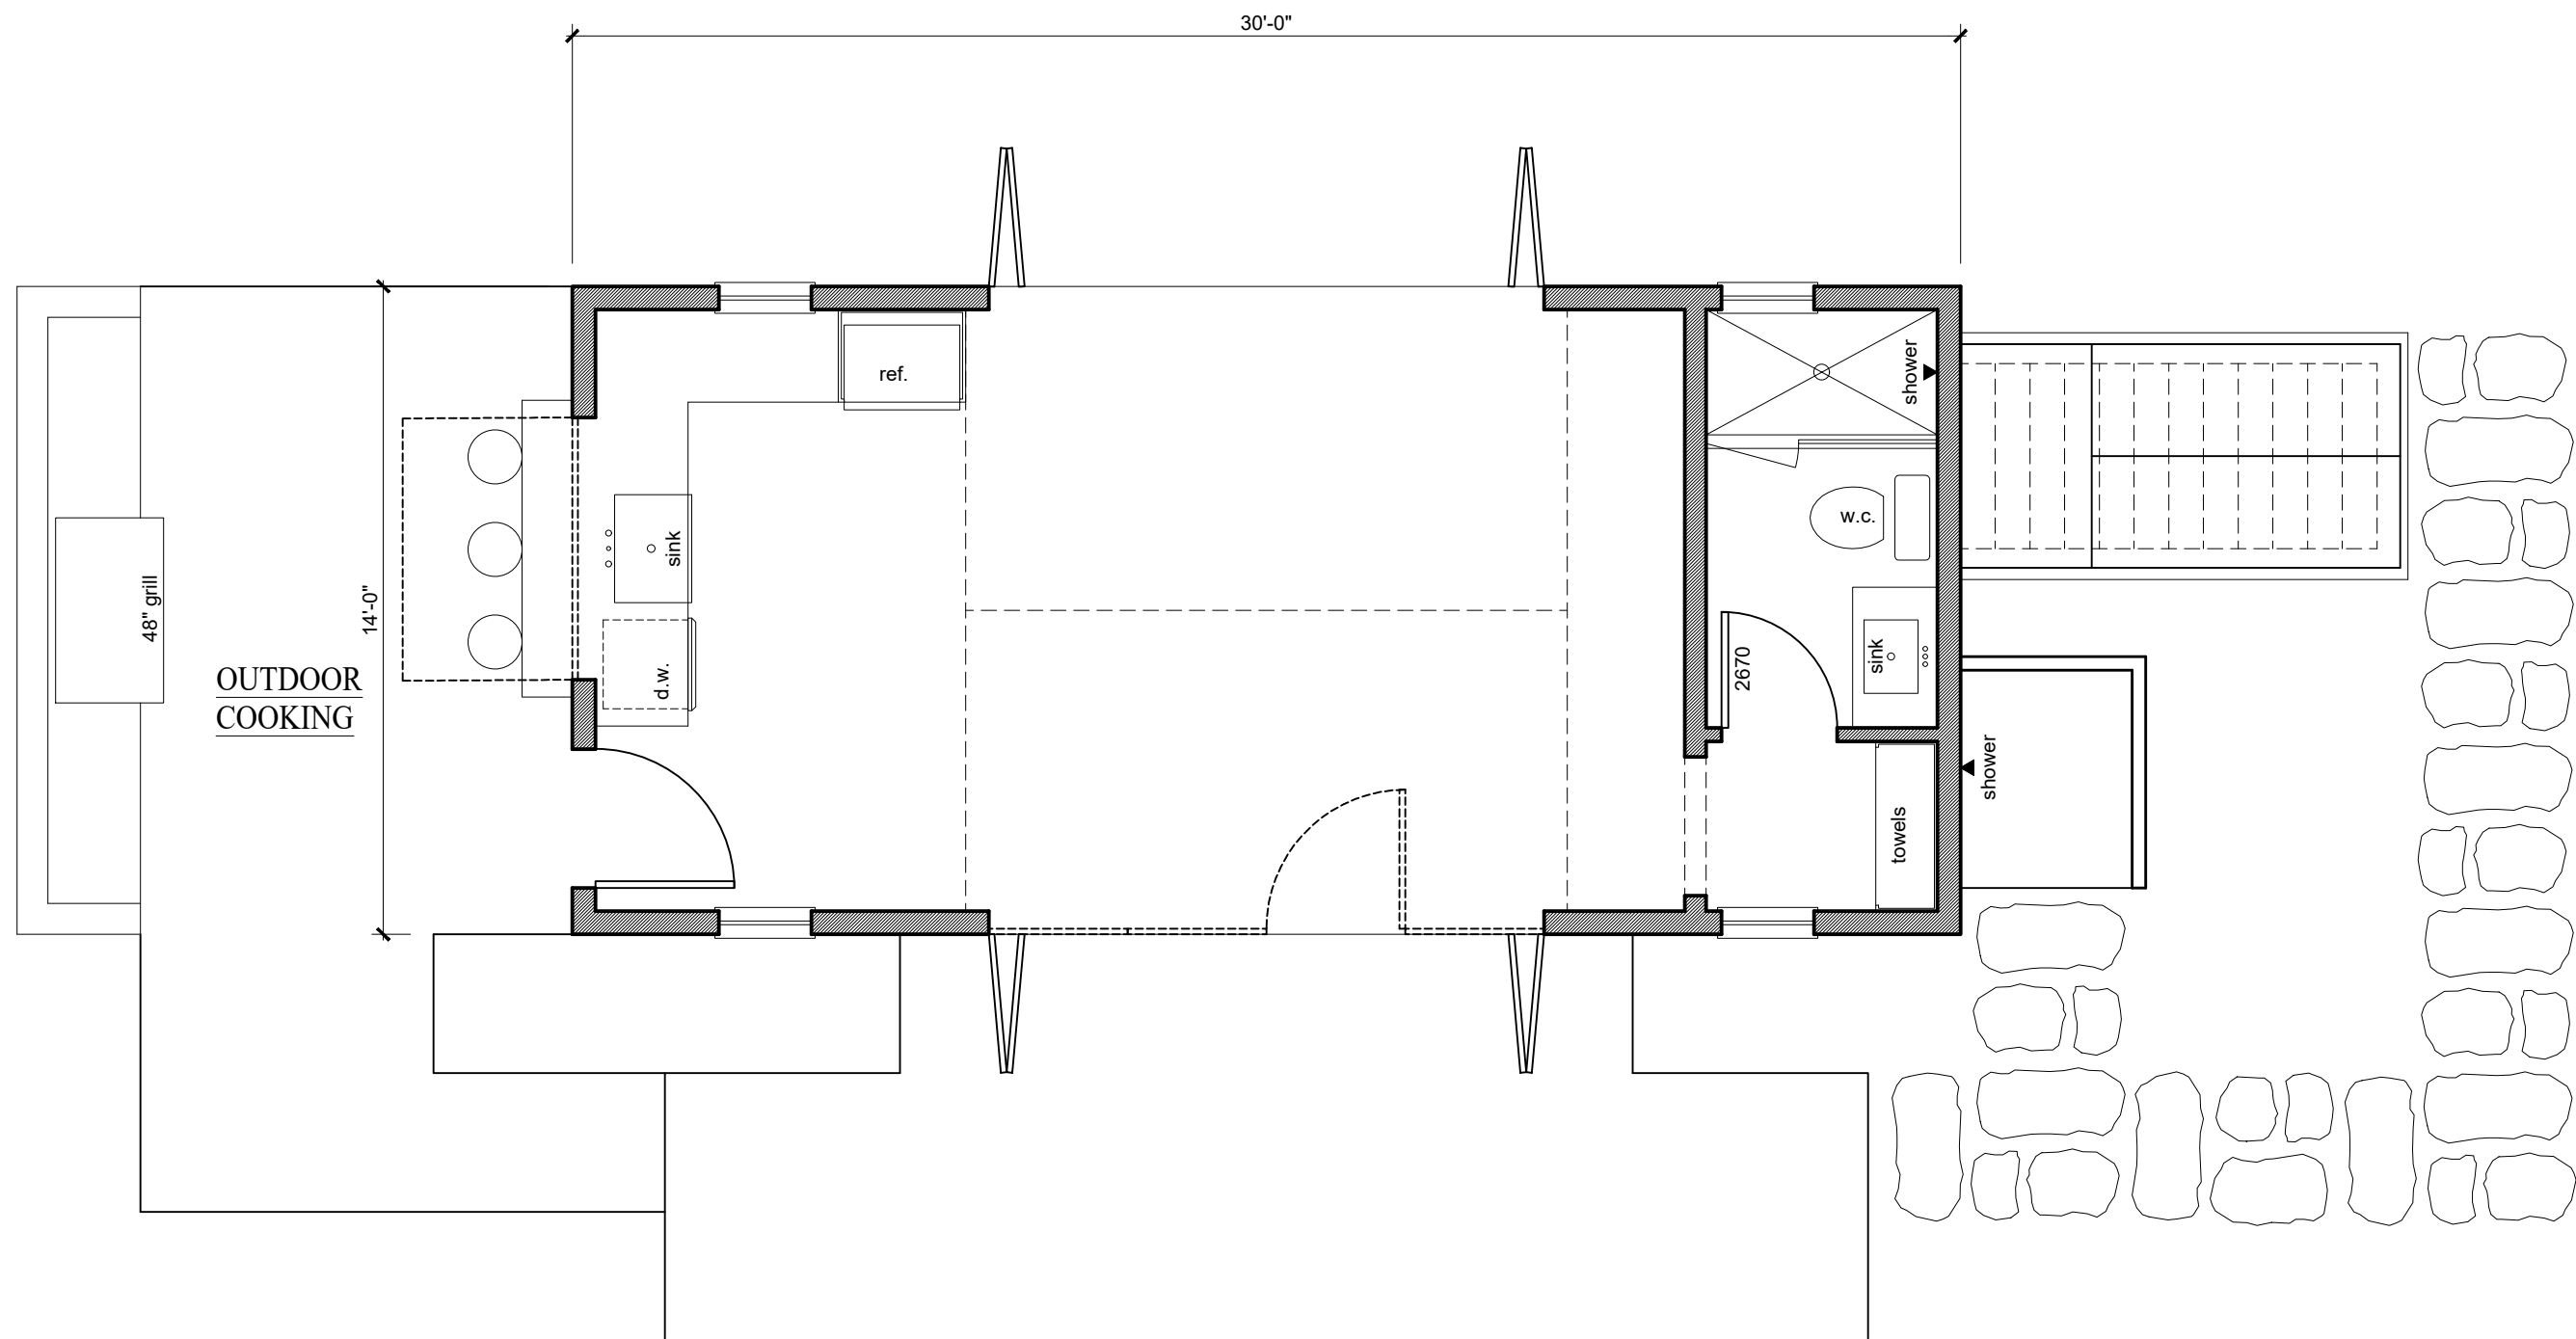 30'-0"
ref.
shower
w.c.
sink
48" grill
14'-0"
d.w.
2670
sink
OUTDOOR
COOKING
shower
towels